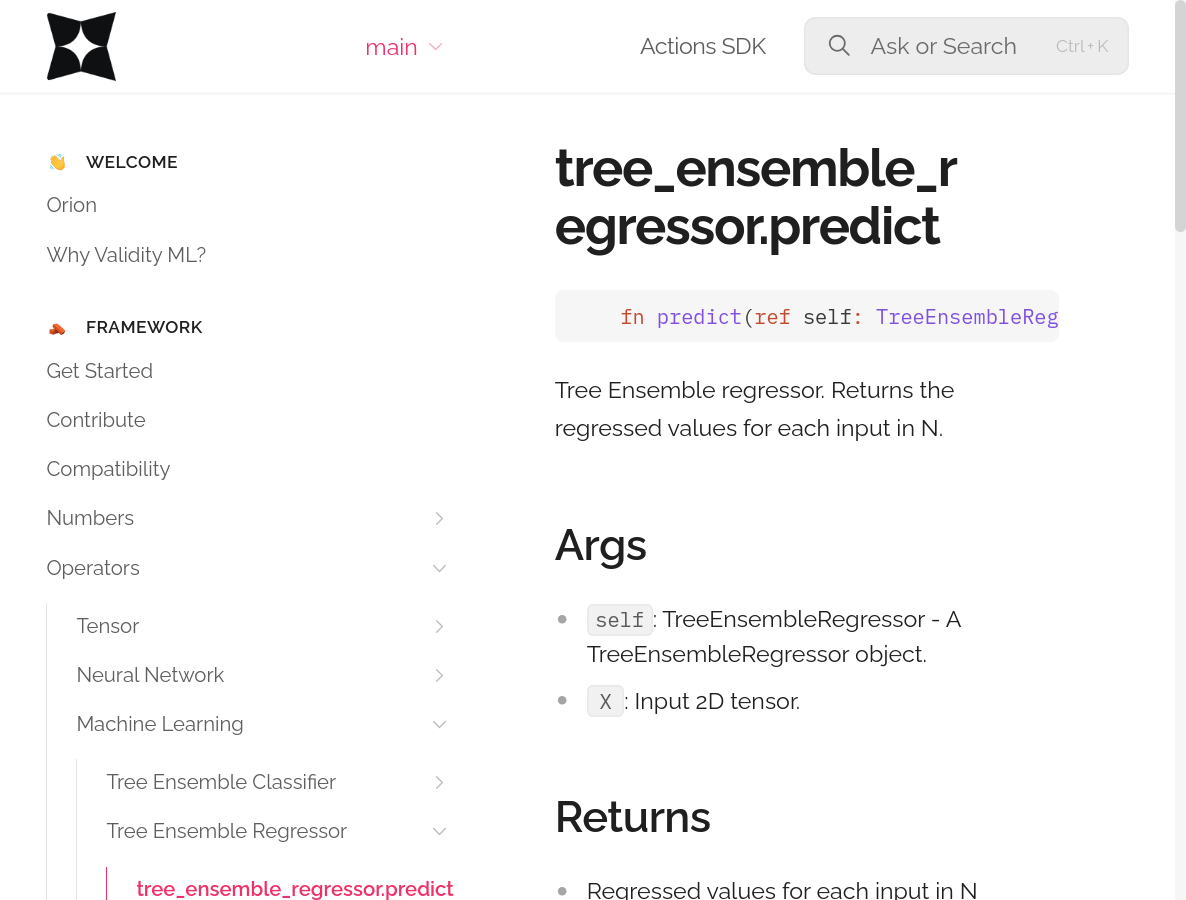 main
Actions SDK
Ask or Search
Ctrl + K
👋 WELCOME
Orion
Why Validity ML?
🧱 FRAMEWORK
Get Started
Contribute
Compatibility
Numbers
Operators
Tensor
Neural Network
Machine Learning
Tree Ensemble Classifier
Tree Ensemble Regressor
tree_ensemble_regressor.predict
tree_ensemble_r
egressor.predict
fn predict(ref self: TreeEnsembleReg
Tree Ensemble regressor. Returns the
regressed values for each input in N.
Args
self: TreeEnsembleRegressor - A
TreeEnsembleRegressor object.
X: Input 2D tensor.
Returns
Regressed values for each input in N